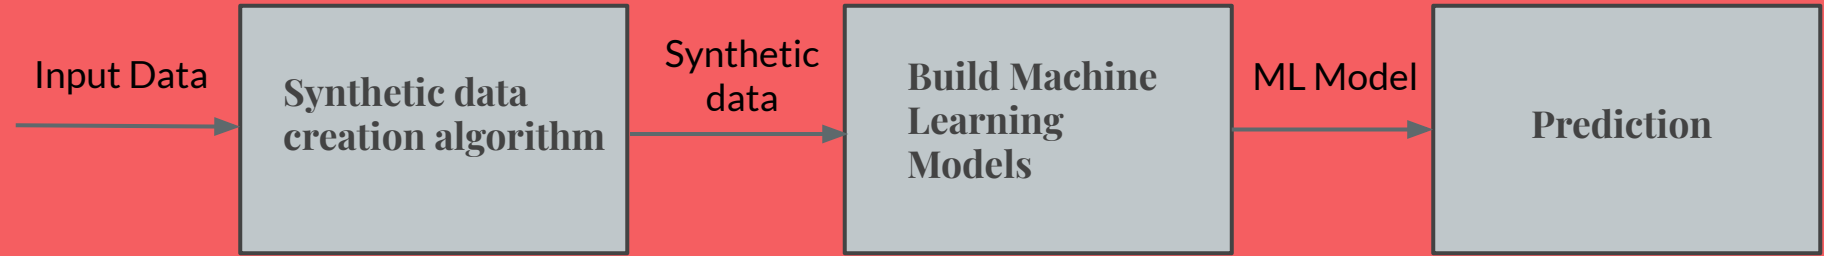 Input Data
Synthetic data
creation algorithm
Synthetic
data
Build Machine
Learning
Models
ML Model
Prediction